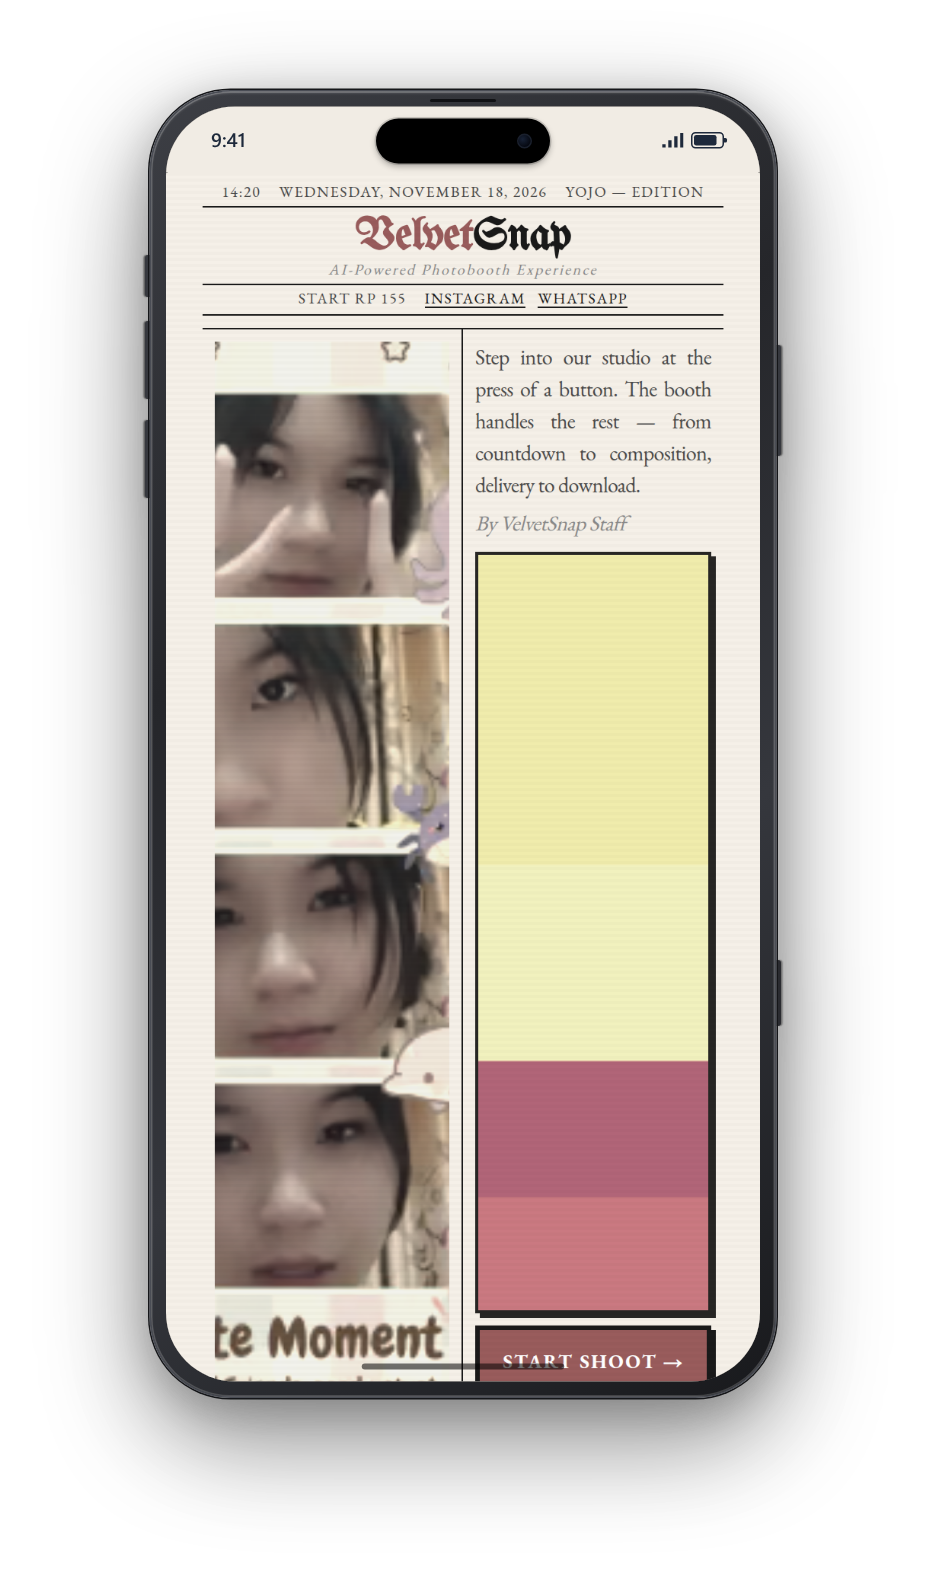 9:41
14:20 WEDNESDAY, NOVEMBER 18, 2026 YOJO — EDITION
VelvetSnap
AI-Powered Photobooth Experience
START RP 155 INSTAGRAM WHATSAPP
Step into our studio at the
press of a button. The booth
handles the rest — from
countdown to composition,
delivery to download.
By VelvetSnap Staff
te Moment
START SHOOT →